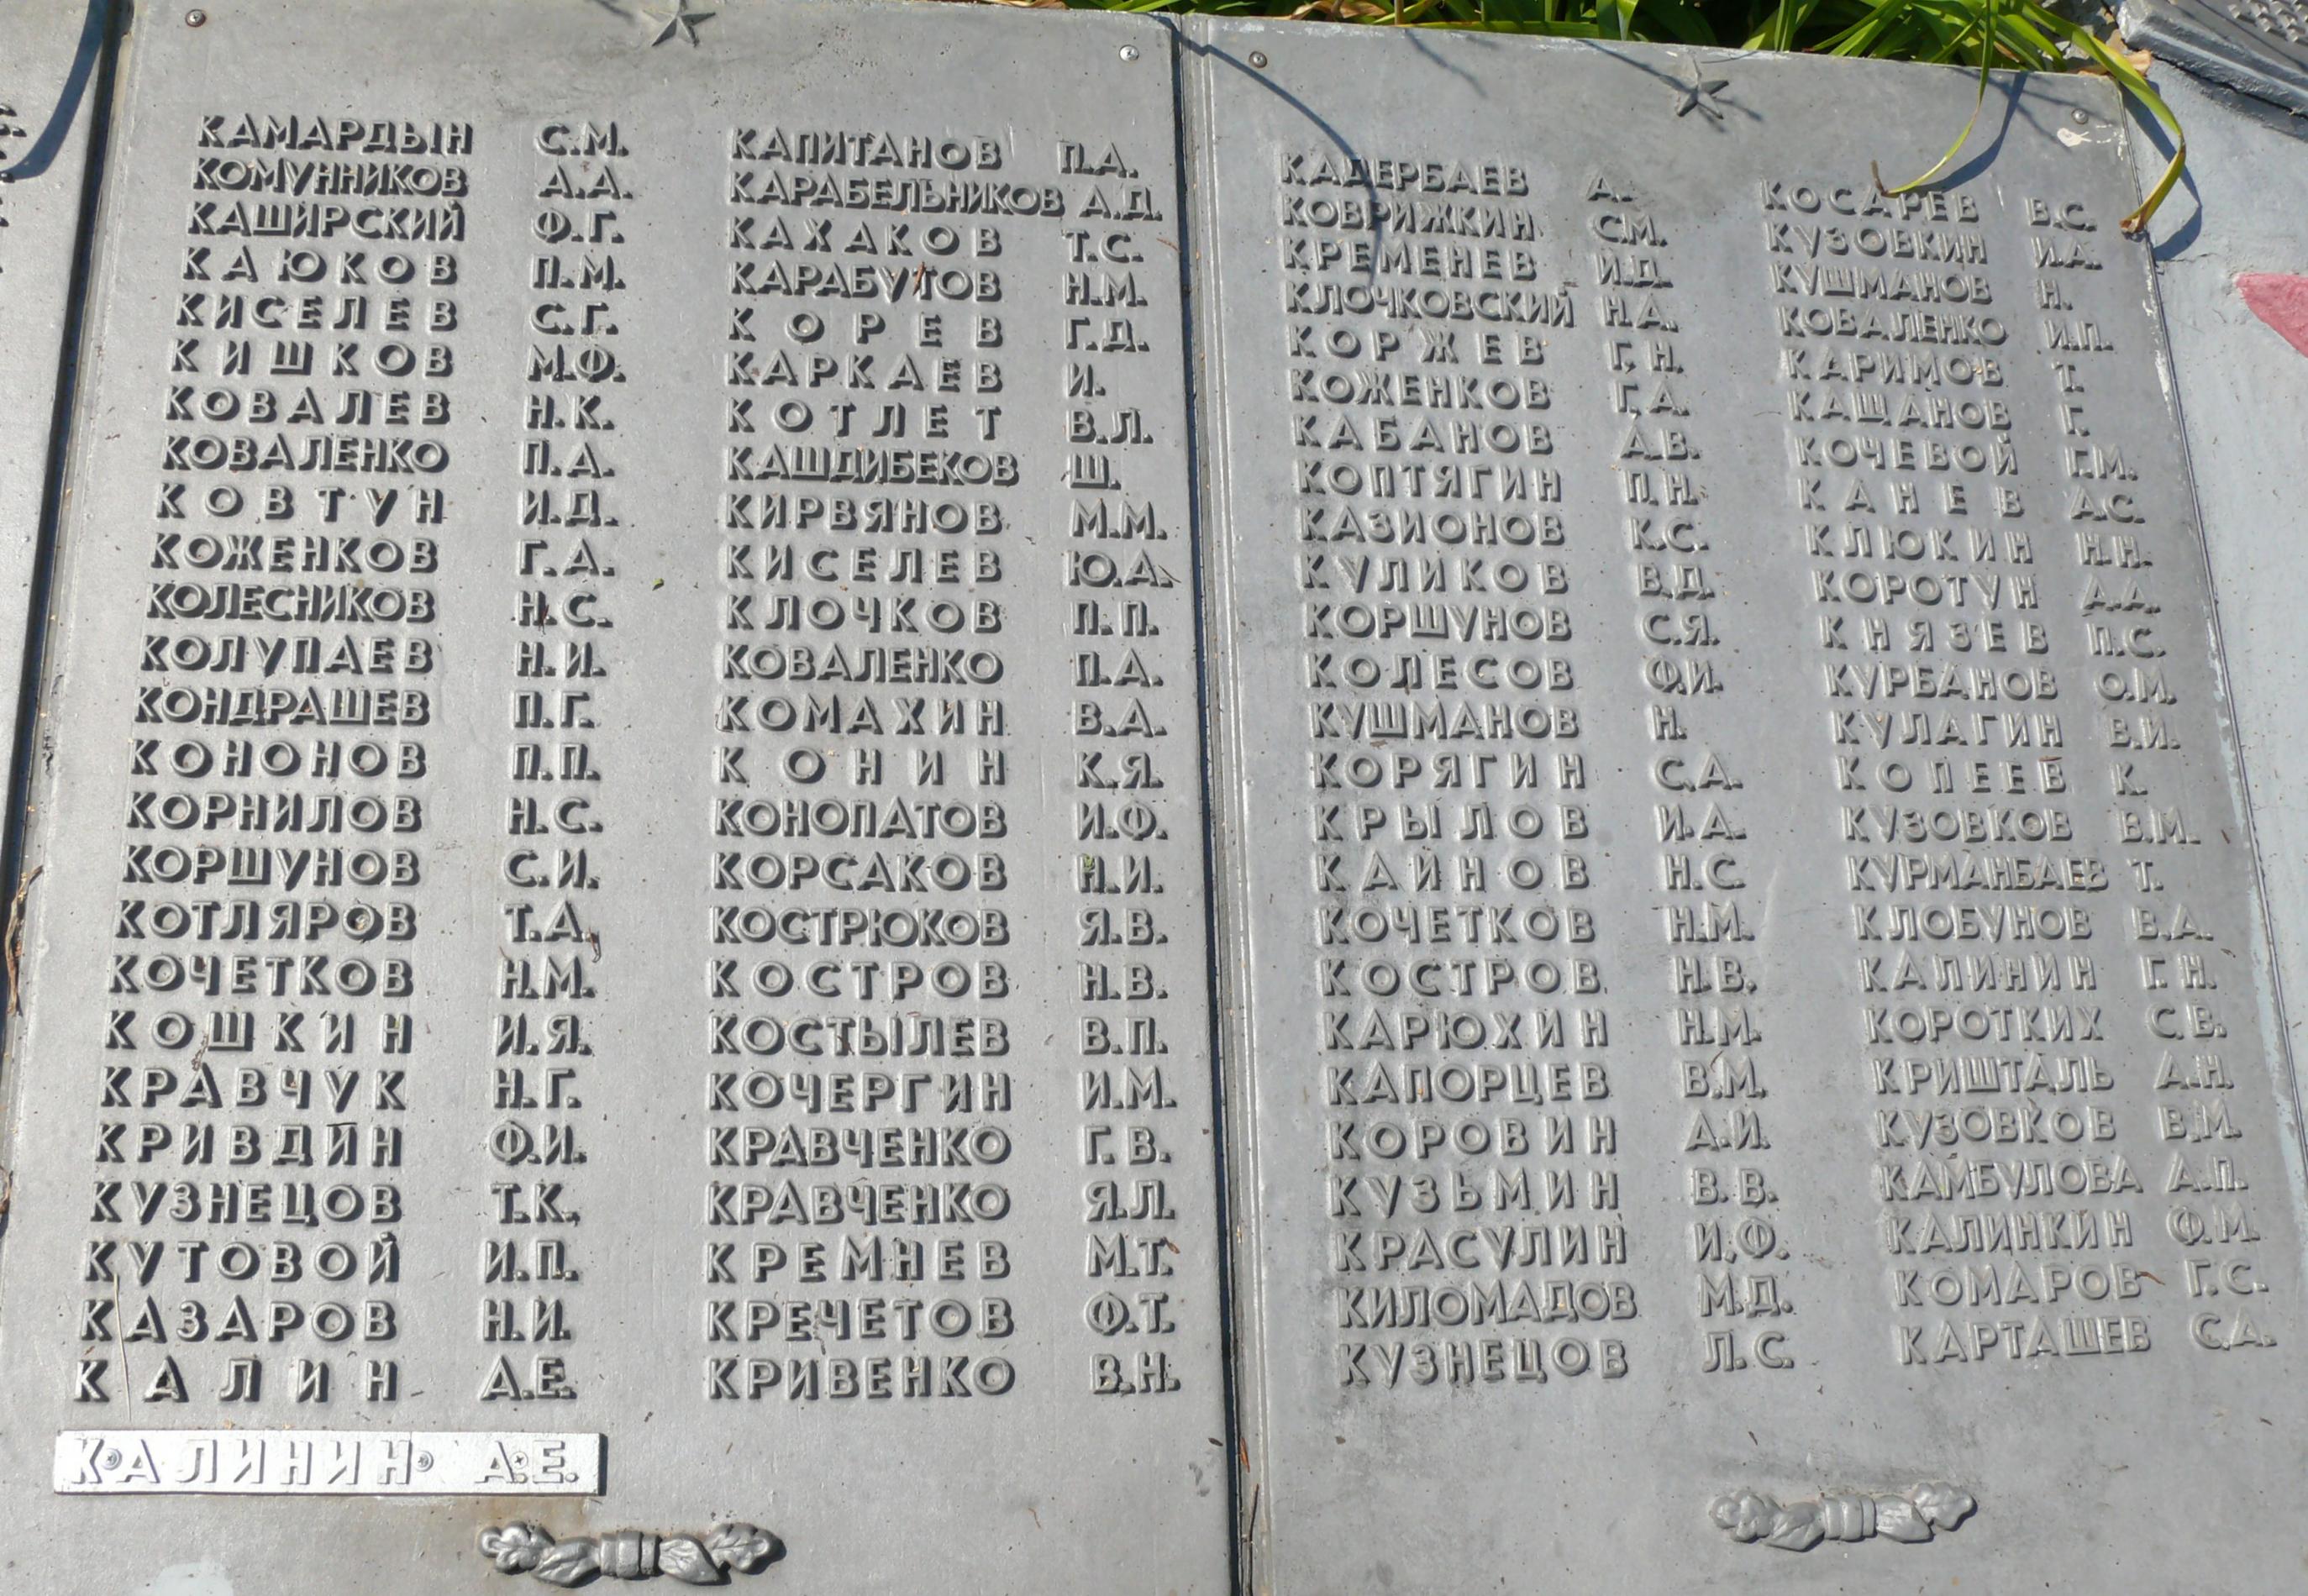 КАМАРДЫН С.М.
КОМУННИКОВ А.А.
КАШИРСКИЙ Ф.Г.
КАЮКОВ П.М.
КИСЕЛЕВ С.Г.
КИШКОВ М.Ф.
КОВАЛЕВ Н.К.
КОВАЛЕНКО П.А.
КОВТУН И.Д.
КОЖЕНКОВ Г.А.
КОЛЕСНИКОВ Н.С.
КОЛУПАЕВ Н.И.
КОНДРАШЕВ П.Г.
КОНОНОВ П.П.
КОРНИЛОВ Н.С.
КОРШУНОВ С.И.
КОТЛЯРОВ Т.А.
КОЧЕТКОВ Н.М.
КОШКИН И.Я.
КРАВЧУК Н.Г.
КРИВДИН Ф.И.
КУЗНЕЦОВ Т.К.
КУТОВОЙ И.П.
КАЗАРОВ Н.И.
КАЛИН А.Е.
КАЛИНИН А.Е.
КАПИТАНОВ П.А.
КАРАБЕЛЬНИКОВ А.Д.
КАХАКОВ Т.С.
КАРАБУТОВ Н.М.
КОРЕВ Г.Д.
КАРКАЕВ И.
КОТЛЕТ В.Л.
КАШДИБЕКОВ Ш.
КИРВЯНОВ М.М.
КИСЕЛЕВ Ю.А.
КЛОЧКОВ П.П.
КОВАЛЕНКО П.А.
КОМАХИН В.А.
КОНИН К.Я.
КОНОПАТОВ И.Ф.
КОРСАКОВ Н.И.
КОСТРЮКОВ Я.В.
КОСТРОВ Н.В.
КОСТЫЛЕВ В.П.
КОЧЕРГИН И.М.
КРАВЧЕНКО Г.В.
КРАВЧЕНКО Я.Л.
КРЕМНЕВ М.Т.
КРЕЧЕТОВ Ф.Т.
КРИВЕНКО В.Н.
КАДЕРБАЕВ А.
КОВРИЖКИН С.М.
КРЕМЕНЕВ И.Д.
КЛОЧКОВСКИЙ Н.А.
КОРЖЕВ Г.Н.
КОЖЕНКОВ Г.А.
КАБАНОВ А.В.
КОПТЯГИН П.Н.
КАЗИОНОВ К.С.
КУЛИКОВ В.Д.
КОРШУНОВ С.Я.
КОЛЕСОВ Ф.И.
КУШМАНОВ Н.
КОРЯГИН С.А.
КРЫЛОВ И.А.
КАИНОВ Н.С.
КОЧЕТКОВ Н.М.
КОСТРОВ Н.В.
КАРЮХИН Н.М.
КАПОРЦЕВ В.М.
КОРОВИН А.И.
КУЗЬМИН В.В.
КРАСУЛИН И.Ф.
КИЛОМАДОВ М.Д.
КУЗНЕЦОВ Л.С.
КОСАРЕВ В.С.
КУЗОВКИН И.А.
КУШМАНОВ Н.
КОВАЛЕНКО И.П.
КАРИМОВ Т.
КАЩАНОВ Г.
КОЧЕВОЙ Г.М.
КАНЕВ А.С.
КЛЮКИН Н.Н.
КОРОТУН А.А.
КНЯЗЕВ П.С.
КУРБАНОВ О.М.
КУЛАГИН В.И.
КОПЕЕВ К.
КУЗОВКОВ В.М.
КУРМАНБАЕВ Т.
КЛОБУНОВ В.А.
КАЛИНИН Г.Н.
КОРОТКИХ С.В.
КРИШТАЛЬ А.Н.
КУЗОВКОВ В.М.
КАМБУЛОВА А.П.
КАЛИНКИН Ф.М.
КОМАРОВ Г.С.
КАРТАШЕВ С.А.